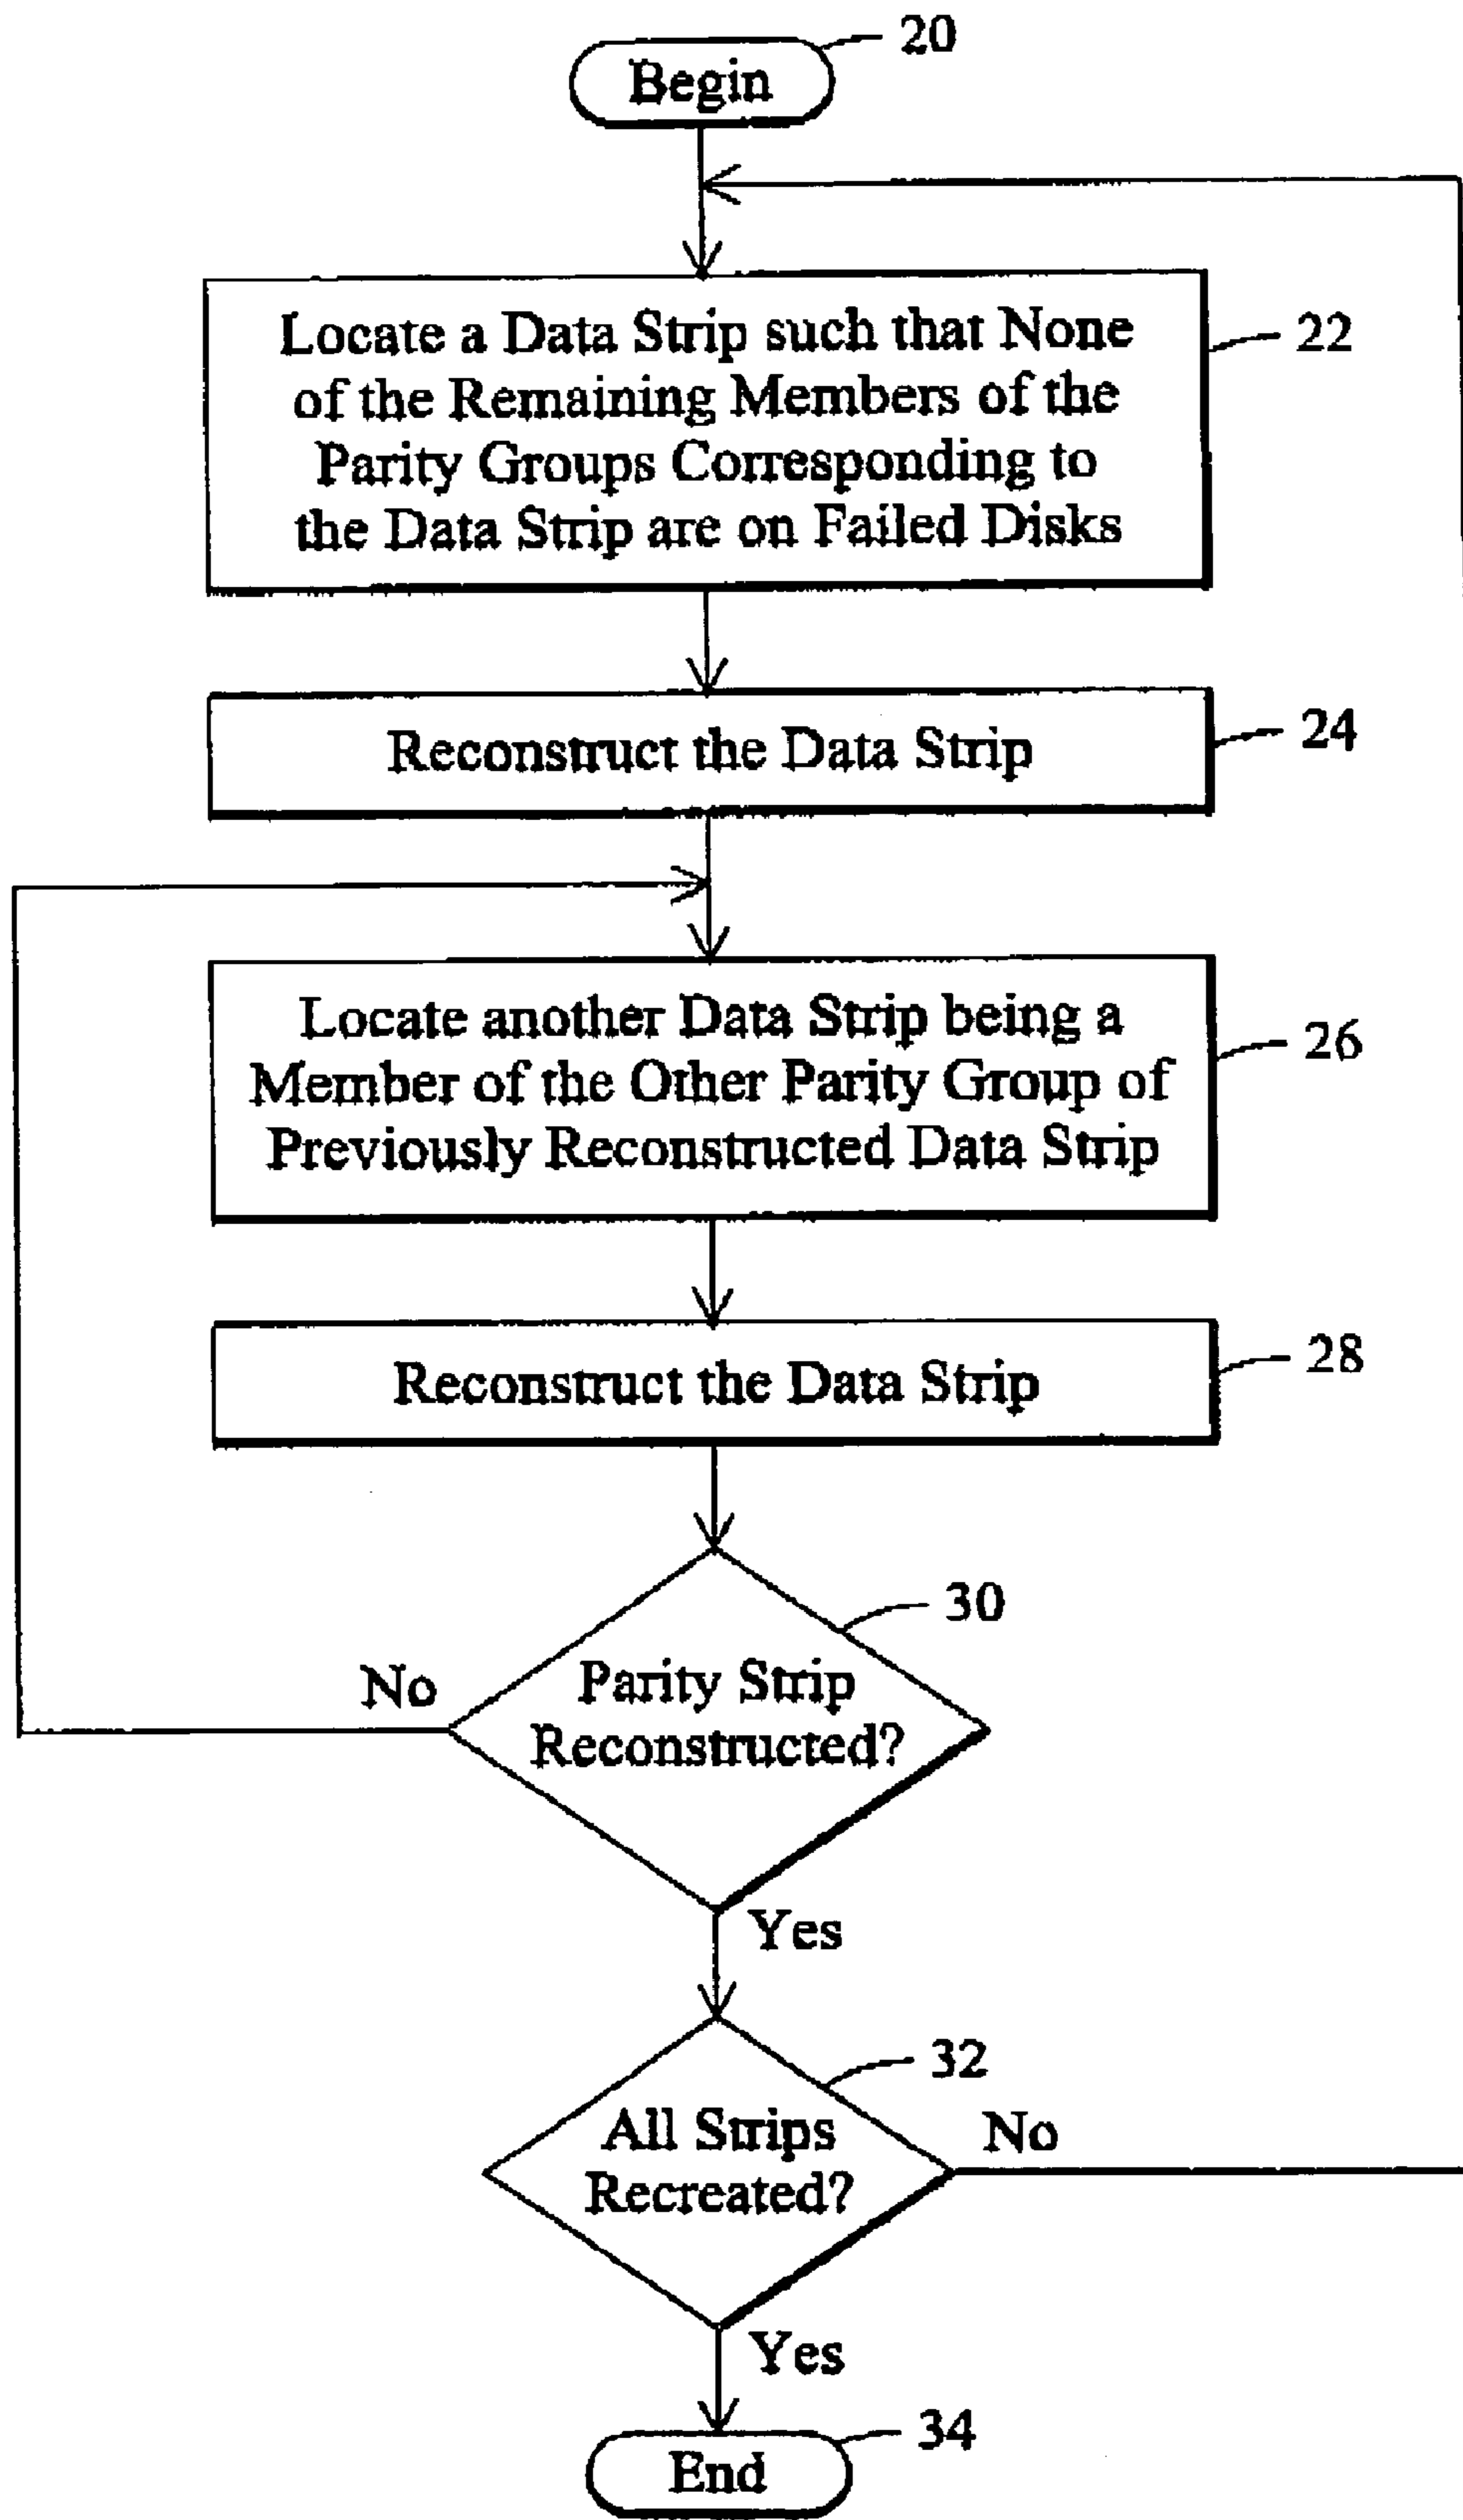 Begin
20
Locate a Data Strip such that None
of the Remaining Members of the
Parity Groups Corresponding to
the Data Strip are on Failed Disks
22
Reconstruct the Data Strip
24
Locate another Data Strip being a
Member of the Other Parity Group of
Previously Reconstructed Data Strip
26
Reconstruct the Data Strip
28
30
Parity Strip
Reconstructed?
No
Yes
32
All Strips
Recreated?
No
Yes
End
34